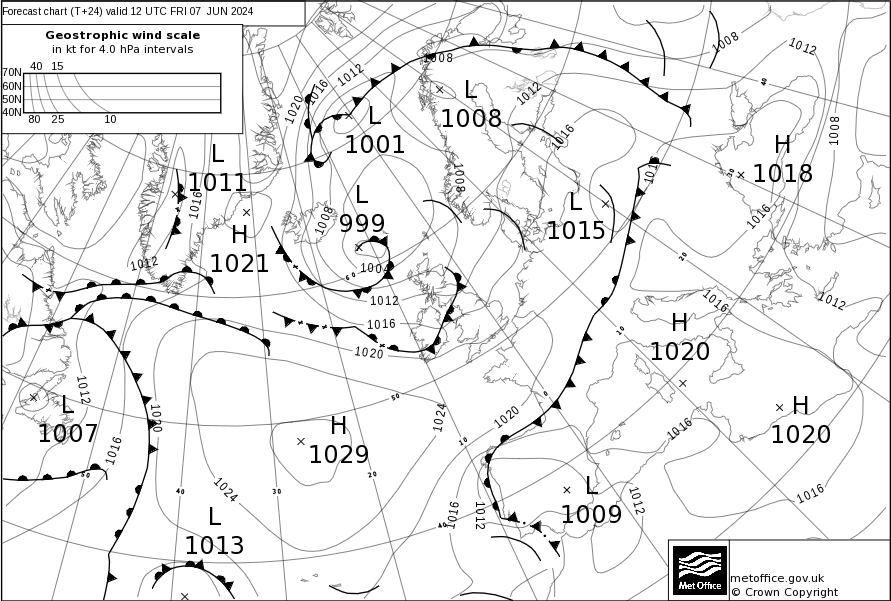 Forecast chart (T+24) valid 12 UTC FRI 07 JUN 2024
Geostrophic wind scale
in kt for 4.0 hPa intervals
40 15
70N
60N
50N
40N
80 25 10
1008
1012
1008
1012
40
1016
1020
L
1008
1012
1016
1008
L
1001
H
1018
L
1011
1016
1008
30
L
999
1008
1016
L
1015
1016
H
1021
20
1012
60
1004
1012
1016
1012
1016
H
1020
1020
10
1012
50
0
1020
1024
L
1007
1020
H
1029
1016
10
H
1020
1016
50
20
40
1024
30
L
1009
1012
1016
1016
1012
40
L
1013
Met Office
metoffice.gov.uk
© Crown Copyright